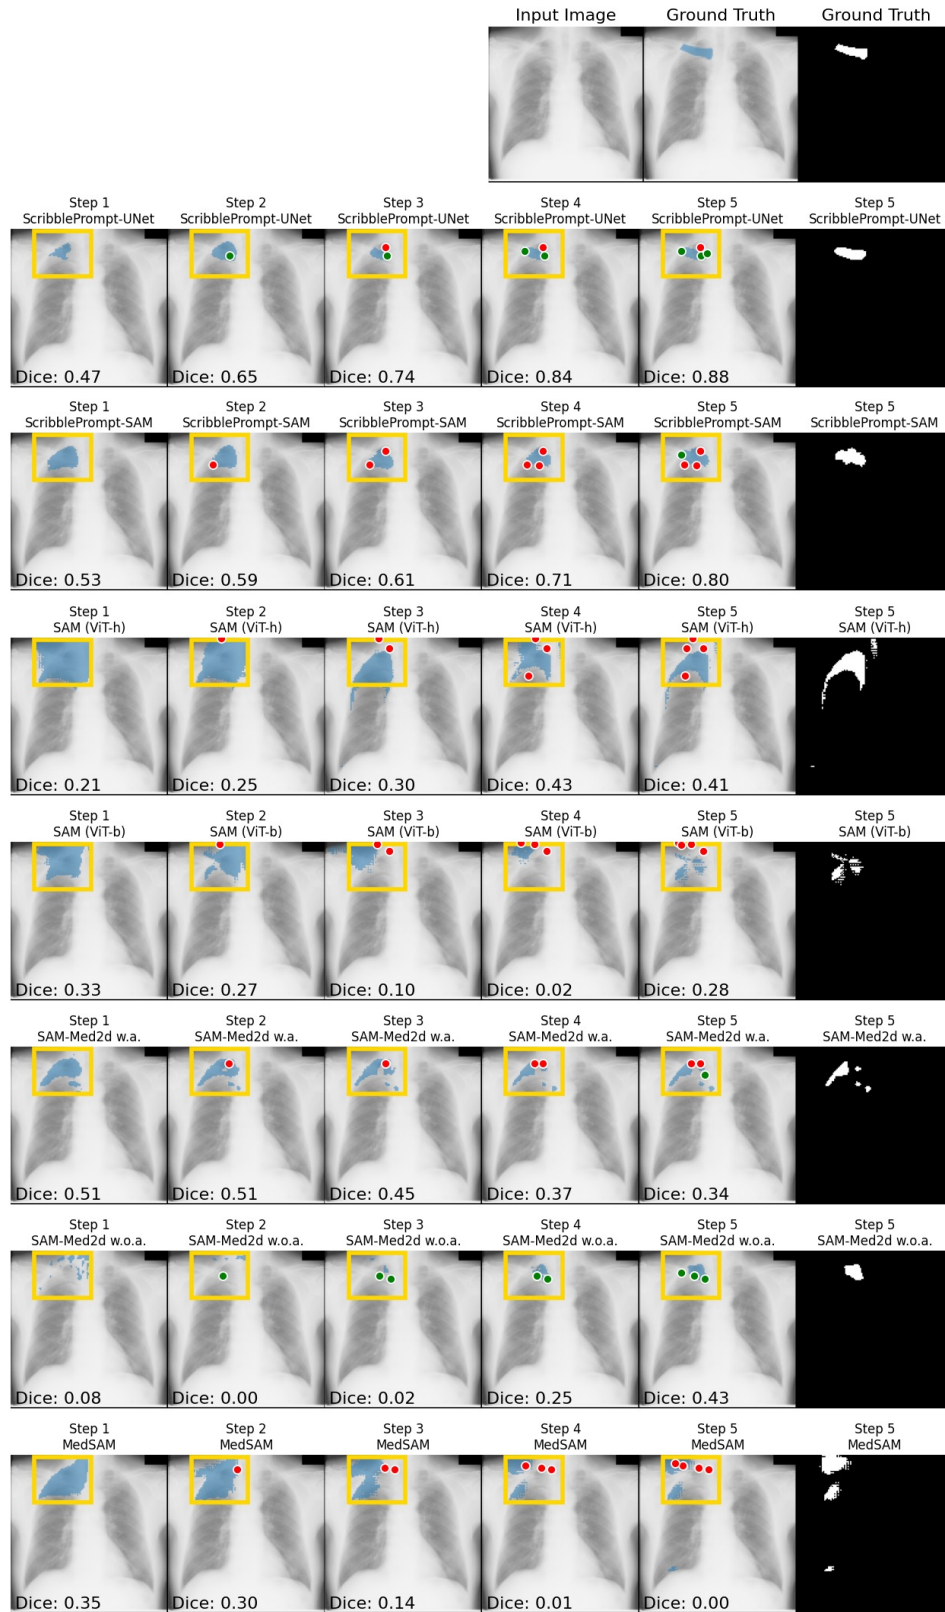 Input Image Ground Truth Ground Truth
Step 1 Step 2 Step 3 Step 4 Step 5 Step 5
ScribblePrompt-UNet ScribblePrompt-UNet ScribblePrompt-UNet ScribblePrompt-UNet ScribblePrompt-UNet ScribblePrompt-UNet
Dice: 0.47 Dice: 0.65 Dice: 0.74 Dice: 0.84 Dice: 0.88
Step 1 Step 2 Step 3 Step 4 Step 5 Step 5
ScribblePrompt-SAM ScribblePrompt-SAM ScribblePrompt-SAM ScribblePrompt-SAM ScribblePrompt-SAM ScribblePrompt-SAM
Dice: 0.53 Dice: 0.59 Dice: 0.61 Dice: 0.71 Dice: 0.80
Step 1 Step 2 Step 3 Step 4 Step 5 Step 5
SAM (ViT-h) SAM (ViT-h) SAM (ViT-h) SAM (ViT-h) SAM (ViT-h) SAM (ViT-h)
Dice: 0.21 Dice: 0.25 Dice: 0.30 Dice: 0.43 Dice: 0.41
Step 1 Step 2 Step 3 Step 4 Step 5 Step 5
SAM (ViT-b) SAM (ViT-b) SAM (ViT-b) SAM (ViT-b) SAM (ViT-b) SAM (ViT-b)
Dice: 0.33 Dice: 0.27 Dice: 0.10 Dice: 0.02 Dice: 0.28
Step 1 Step 2 Step 3 Step 4 Step 5 Step 5
SAM-Med2d w.a. SAM-Med2d w.a. SAM-Med2d w.a. SAM-Med2d w.a. SAM-Med2d w.a. SAM-Med2d w.a.
Dice: 0.51 Dice: 0.51 Dice: 0.45 Dice: 0.37 Dice: 0.34
Step 1 Step 2 Step 3 Step 4 Step 5 Step 5
SAM-Med2d w.o.a. SAM-Med2d w.o.a. SAM-Med2d w.o.a. SAM-Med2d w.o.a. SAM-Med2d w.o.a. SAM-Med2d w.o.a.
Dice: 0.08 Dice: 0.00 Dice: 0.02 Dice: 0.25 Dice: 0.43
Step 1 Step 2 Step 3 Step 4 Step 5 Step 5
MedSAM MedSAM MedSAM MedSAM MedSAM MedSAM
Dice: 0.35 Dice: 0.30 Dice: 0.14 Dice: 0.01 Dice: 0.00